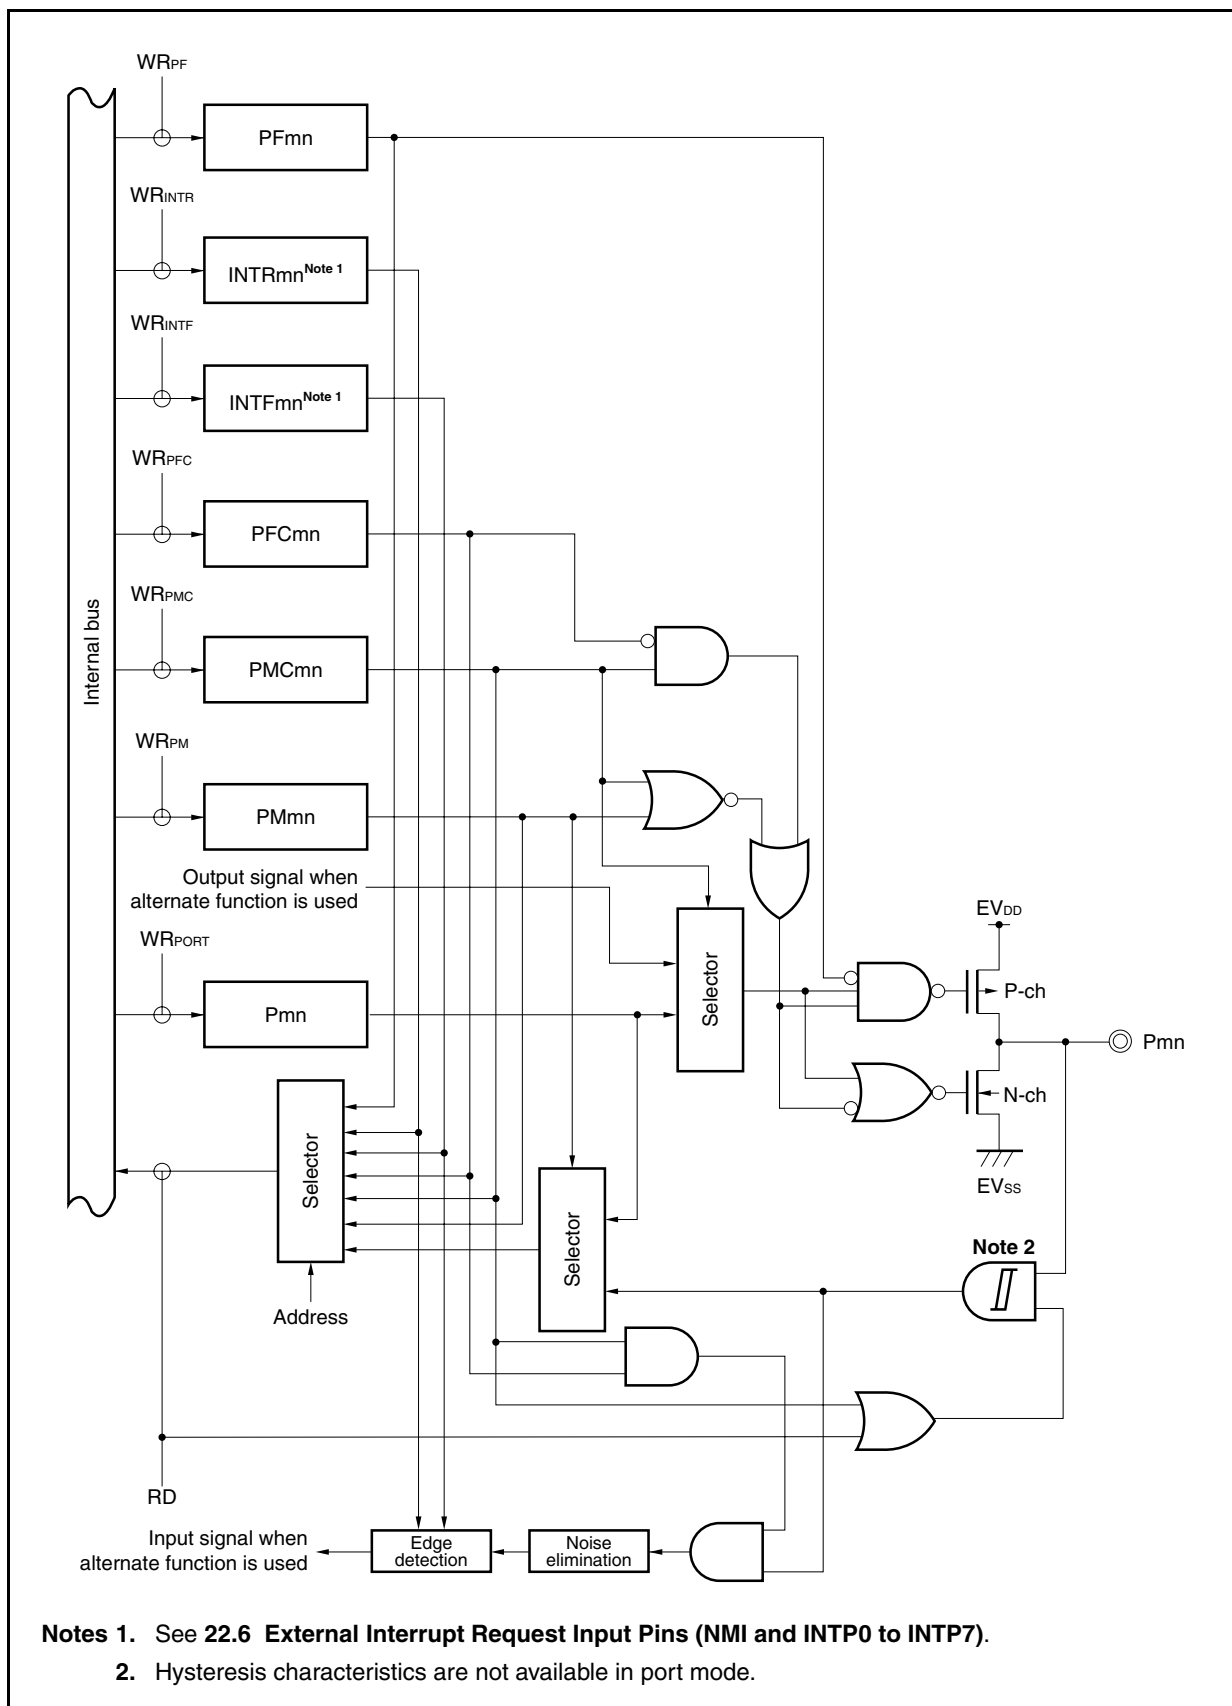 WRPF
PFmn
WRINTR
INTRmnNote 1
WRINTF
INTFmnNote 1
WRPFC
PFCmn
WRPMC
PMCmn
Internal bus
WRPM
PMmn
Output signal when
alternate function is used
WRPORT
Pmn
Selector
EVDD
P-ch
Pmn
N-ch
EVSS
Selector
Selector
Note 2
Address
RD
Input signal when
alternate function is used
Edge
detection
Noise
elimination
Notes 1. See 22.6 External Interrupt Request Input Pins (NMI and INTP0 to INTP7).
2. Hysteresis characteristics are not available in port mode.